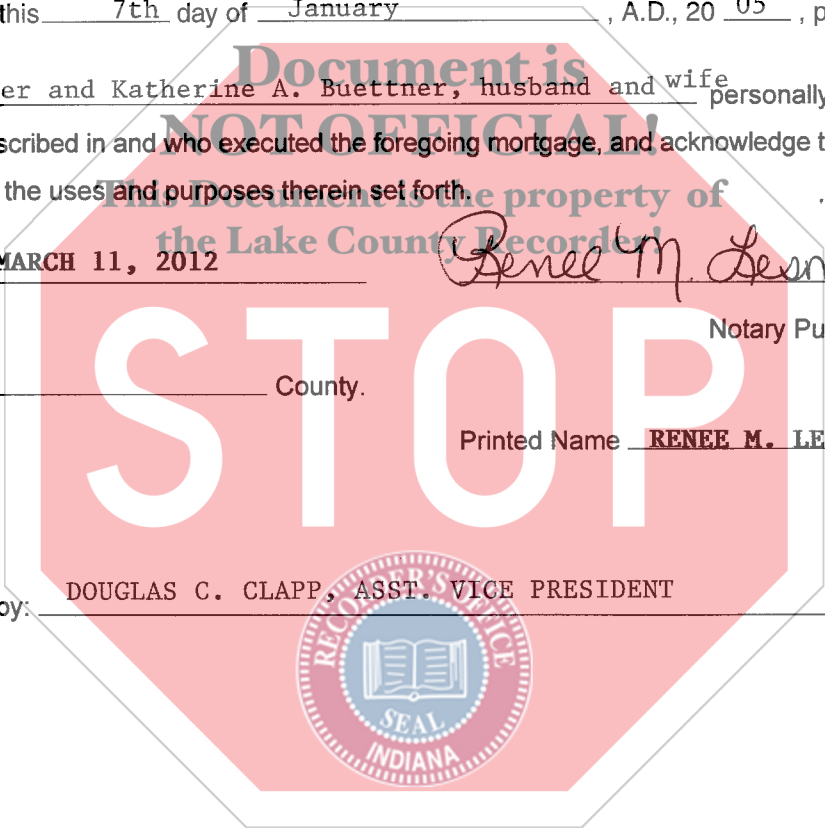 this 7th day of January , A.D., 20 05 , p
Document is
er and Katherine A. Buettner, husband and wife personally
NOT OFFICIAL!
scribed in and who executed the foregoing mortgage, and acknowledge t
This Document is the property of
the uses and purposes therein set forth.
the Lake County Recorder!
MARCH 11, 2012
Renee M. Lesn
Notary Pu
STOP
County.
Printed Name RENEE M. LE
by: DOUGLAS C. CLAPP, ASST. VICE PRESIDENT
RECORDER'S OFFICE
SEAL
INDIANA